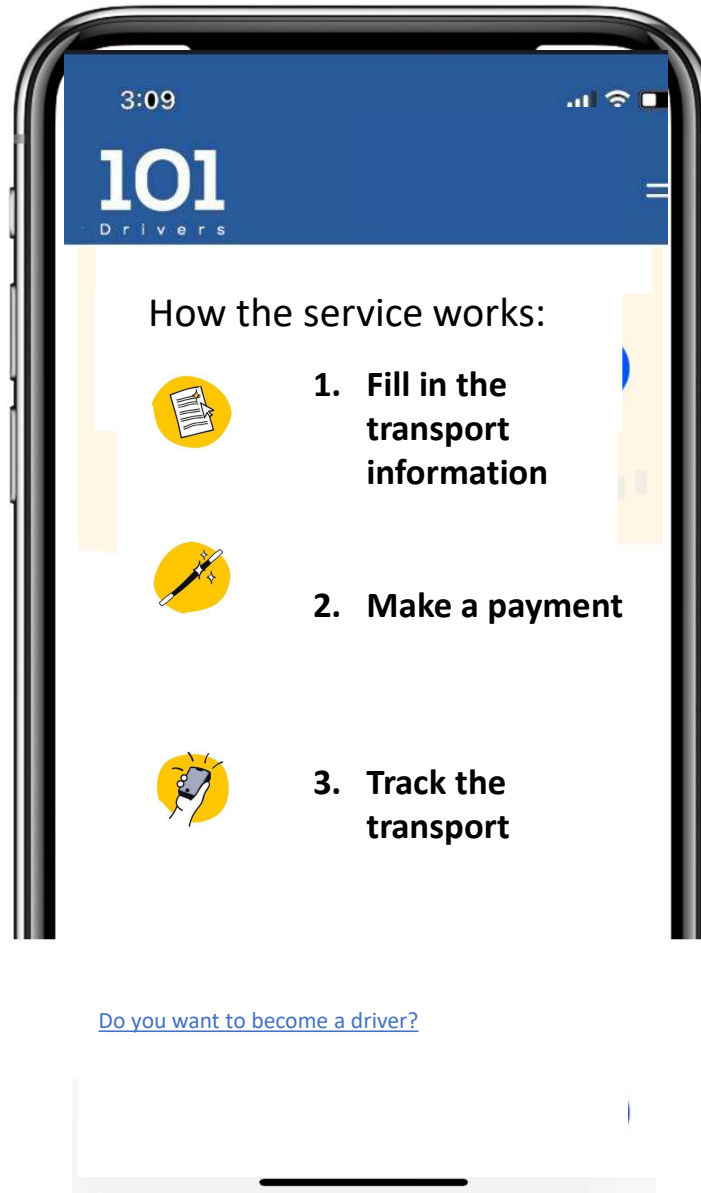 3:09
101
Drivers
How the service works:
1. Fill in the
transport
information
2. Make a payment
3. Track the
transport
Do you want to become a driver?